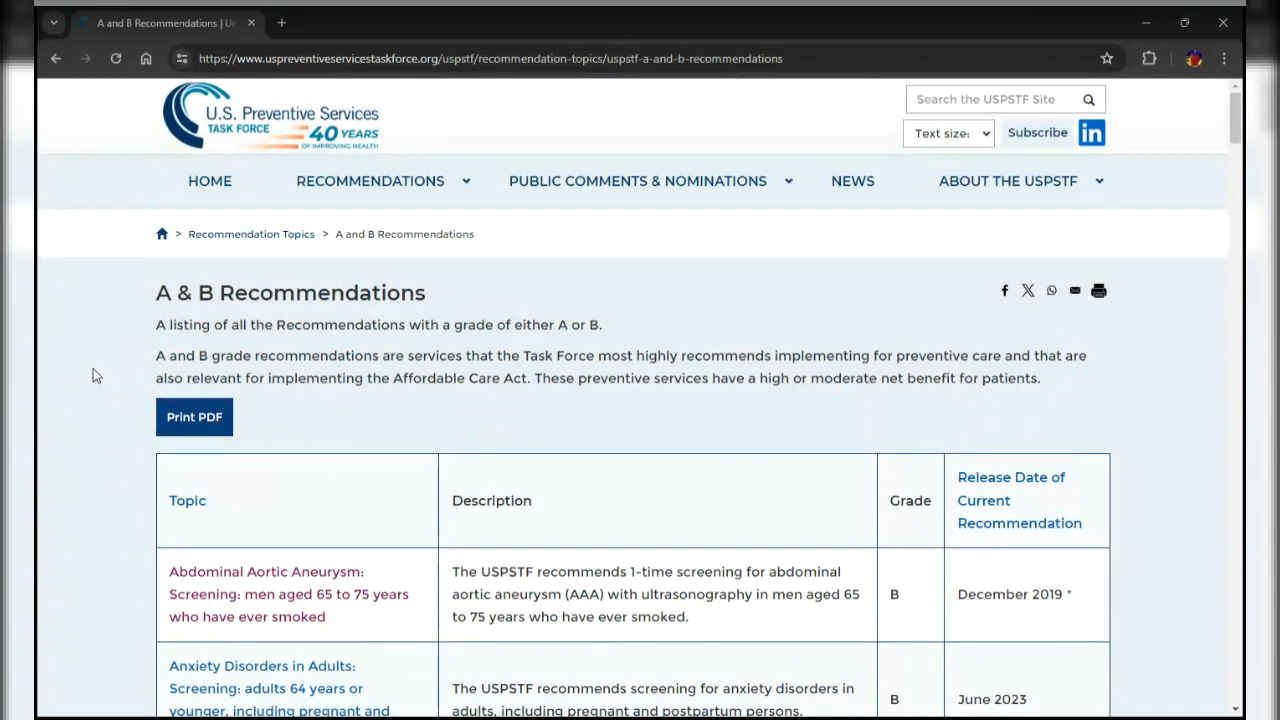 A and B Recommendations | Un
https://www.uspreventiveservicestaskforce.org/uspstf/recommendation-topics/uspstf-a-and-b-recommendations
U.S. Preventive Services
TASK FORCE
40 YEARS
OF IMPROVING HEALTH
Search the USPSTF Site
Text size:
Subscribe
in
HOME
RECOMMENDATIONS
PUBLIC COMMENTS & NOMINATIONS
NEWS
ABOUT THE USPSTF
> Recommendation Topics > A and B Recommendations
A & B Recommendations
A listing of all the Recommendations with a grade of either A or B.
A and B grade recommendations are services that the Task Force most highly recommends implementing for preventive care and that are
also relevant for implementing the Affordable Care Act. These preventive services have a high or moderate net benefit for patients.
Print PDF
Topic
Description
Grade
Release Date of
Current
Recommendation
Abdominal Aortic Aneurysm:
Screening: men aged 65 to 75 years
who have ever smoked
The USPSTF recommends 1-time screening for abdominal
aortic aneurysm (AAA) with ultrasonography in men aged 65
to 75 years who have ever smoked.
B
December 2019 *
Anxiety Disorders in Adults:
Screening: adults 64 years or
younger, including pregnant and
The USPSTF recommends screening for anxiety disorders in
adults, including pregnant and postpartum persons.
B
June 2023